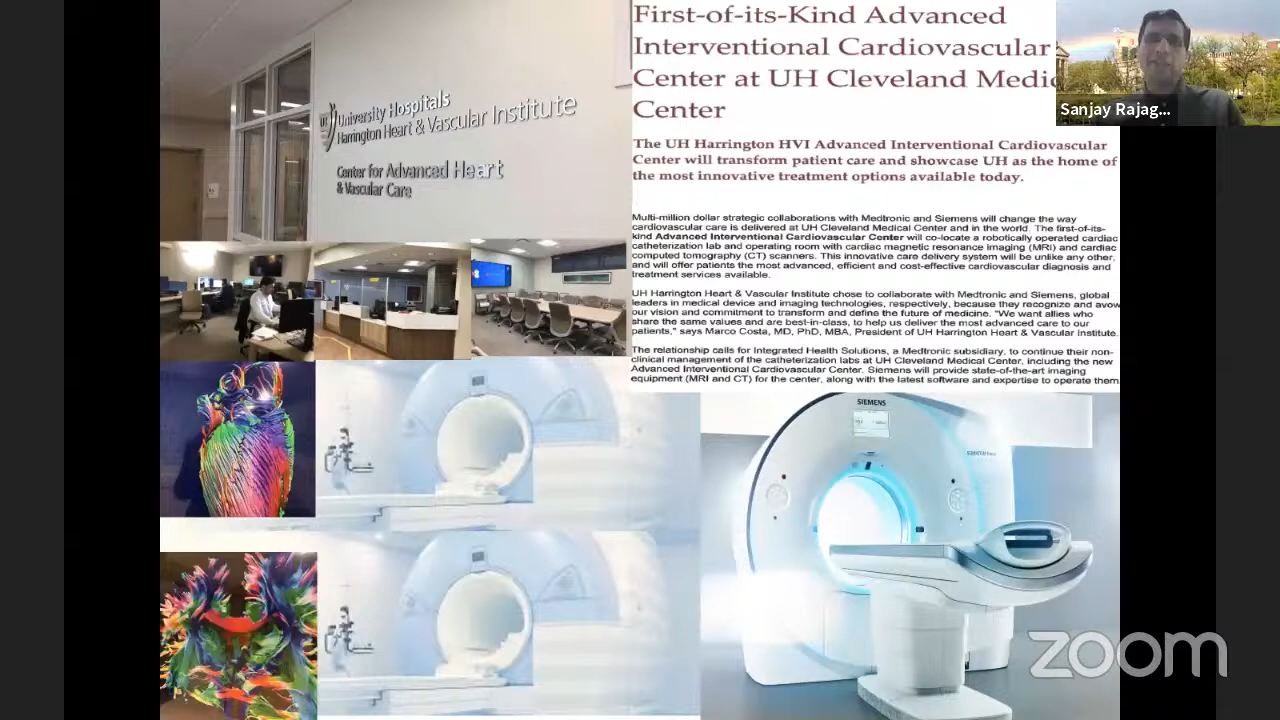 University Hospitals
Harrington Heart & Vascular Institute
Center for Advanced Heart
& Vascular Care
First-of-its-Kind Advanced
Interventional Cardiovascular
Center at UH Cleveland Medic
Center
The UH Harrington HVI Advanced Interventional Cardiovascular
Center will transform patient care and showcase UH as the home of
the most innovative treatment options available today.
Multi-million dollar strategic collaborations with Medtronic and Siemens will change the way
cardiovascular care is delivered at UH Cleveland Medical Center and in the world. The first-of-its-
kind Advanced Interventional Cardiovascular Center will co-locate a robotically operated cardiac
catheterization lab and operating room with cardiac magnetic resonance imaging (MRI) and cardiac
computed tomography (CT) scanners. This innovative care delivery system will be unlike any other,
and will offer patients the most advanced, efficient and cost-effective cardiovascular diagnosis and
treatment services available.
UH Harrington Heart & Vascular Institute chose to collaborate with Medtronic and Siemens, global
leaders in medical device and imaging technologies, respectively, because they recognize and avow
our vision and commitment to transform and define the future of medicine. "We want allies who
share the same values and are best-in-class, to help us deliver the most advanced care to our
patients," says Marco Costa, MD, PhD, MBA, President of UH Harrington Heart & Vascular Institute.
The relationship calls for Integrated Health Solutions, a Medtronic subsidiary, to continue their non-
clinical management of the catheterization labs at UH Cleveland Medical Center, including the new
Advanced Interventional Cardiovascular Center. Siemens will provide state-of-the-art imaging
equipment (MRI and CT) for the center, along with the latest software and expertise to operate them.
Sanjay Rajag...
SIEMENS
zoom